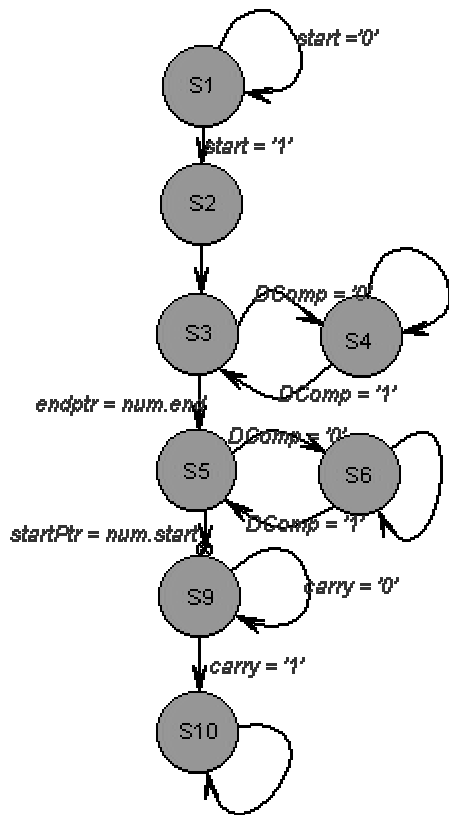 S1
start ='0'
start = '1'
S2
DComp = '0'
S3
S4
DComp = '1'
endptr = num.end
DComp = '0'
S5
S6
DComp = '1'
startPtr = num.start
S9
carry = '0'
carry = '1'
S10